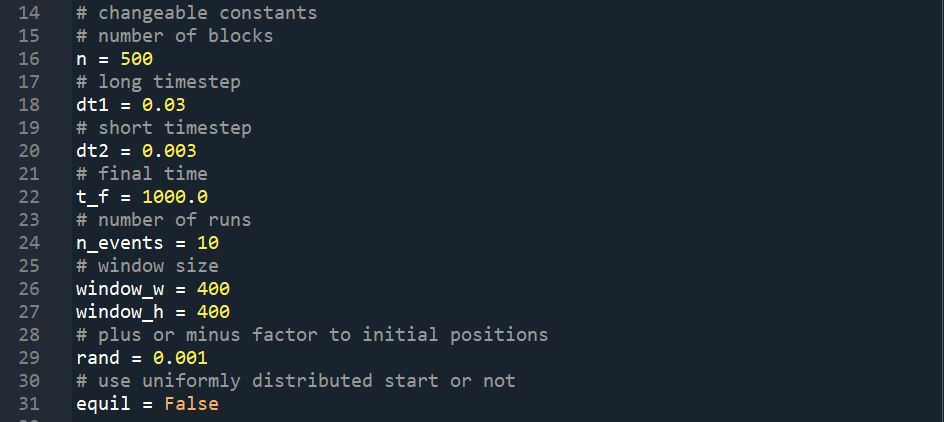 14 # changeable constants
15 # number of blocks
16 n = 500
17 # long timestep
18 dt1 = 0.03
19 # short timestep
20 dt2 = 0.003
21 # final time
22 t_f = 1000.0
23 # number of runs
24 n_events = 10
25 # window size
26 window_w = 400
27 window_h = 400
28 # plus or minus factor to initial positions
29 rand = 0.001
30 # use uniformly distributed start or not
31 equil = False